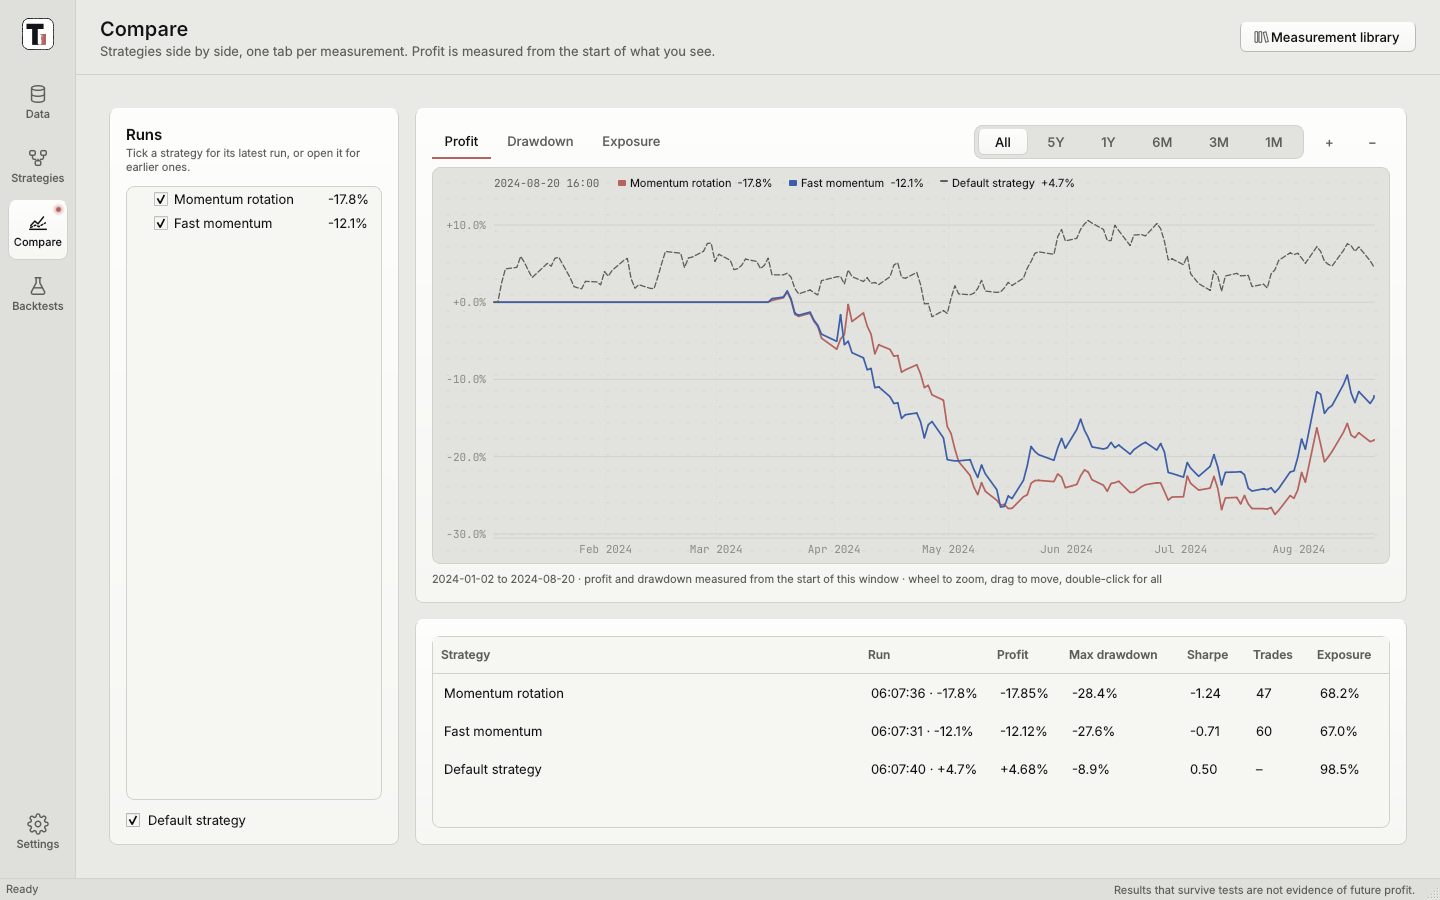 Ti
Compare
Strategies side by side, one tab per measurement. Profit is measured from the start of what you see.
Measurement library
Data
Strategies
Compare
Backtests
Settings
Runs
Tick a strategy for its latest run, or open it for
earlier ones.
Momentum rotation -17.8%
Fast momentum -12.1%
Default strategy
Profit Drawdown Exposure
All 5Y 1Y 6M 3M 1M + −
2024-08-20 16:00 Momentum rotation -17.8% Fast momentum -12.1% Default strategy +4.7%
+10.0%
+0.0%
-10.0%
-20.0%
-30.0%
Feb 2024 Mar 2024 Apr 2024 May 2024 Jun 2024 Jul 2024 Aug 2024
2024-01-02 to 2024-08-20 · profit and drawdown measured from the start of this window · wheel to zoom, drag to move, double-click for all
Strategy Run Profit Max drawdown Sharpe Trades Exposure
Momentum rotation 06:07:36 · -17.8% -17.85% -28.4% -1.24 47 68.2%
Fast momentum 06:07:31 · -12.1% -12.12% -27.6% -0.71 60 67.0%
Default strategy 06:07:40 · +4.7% +4.68% -8.9% 0.50 – 98.5%
Ready
Results that survive tests are not evidence of future profit.